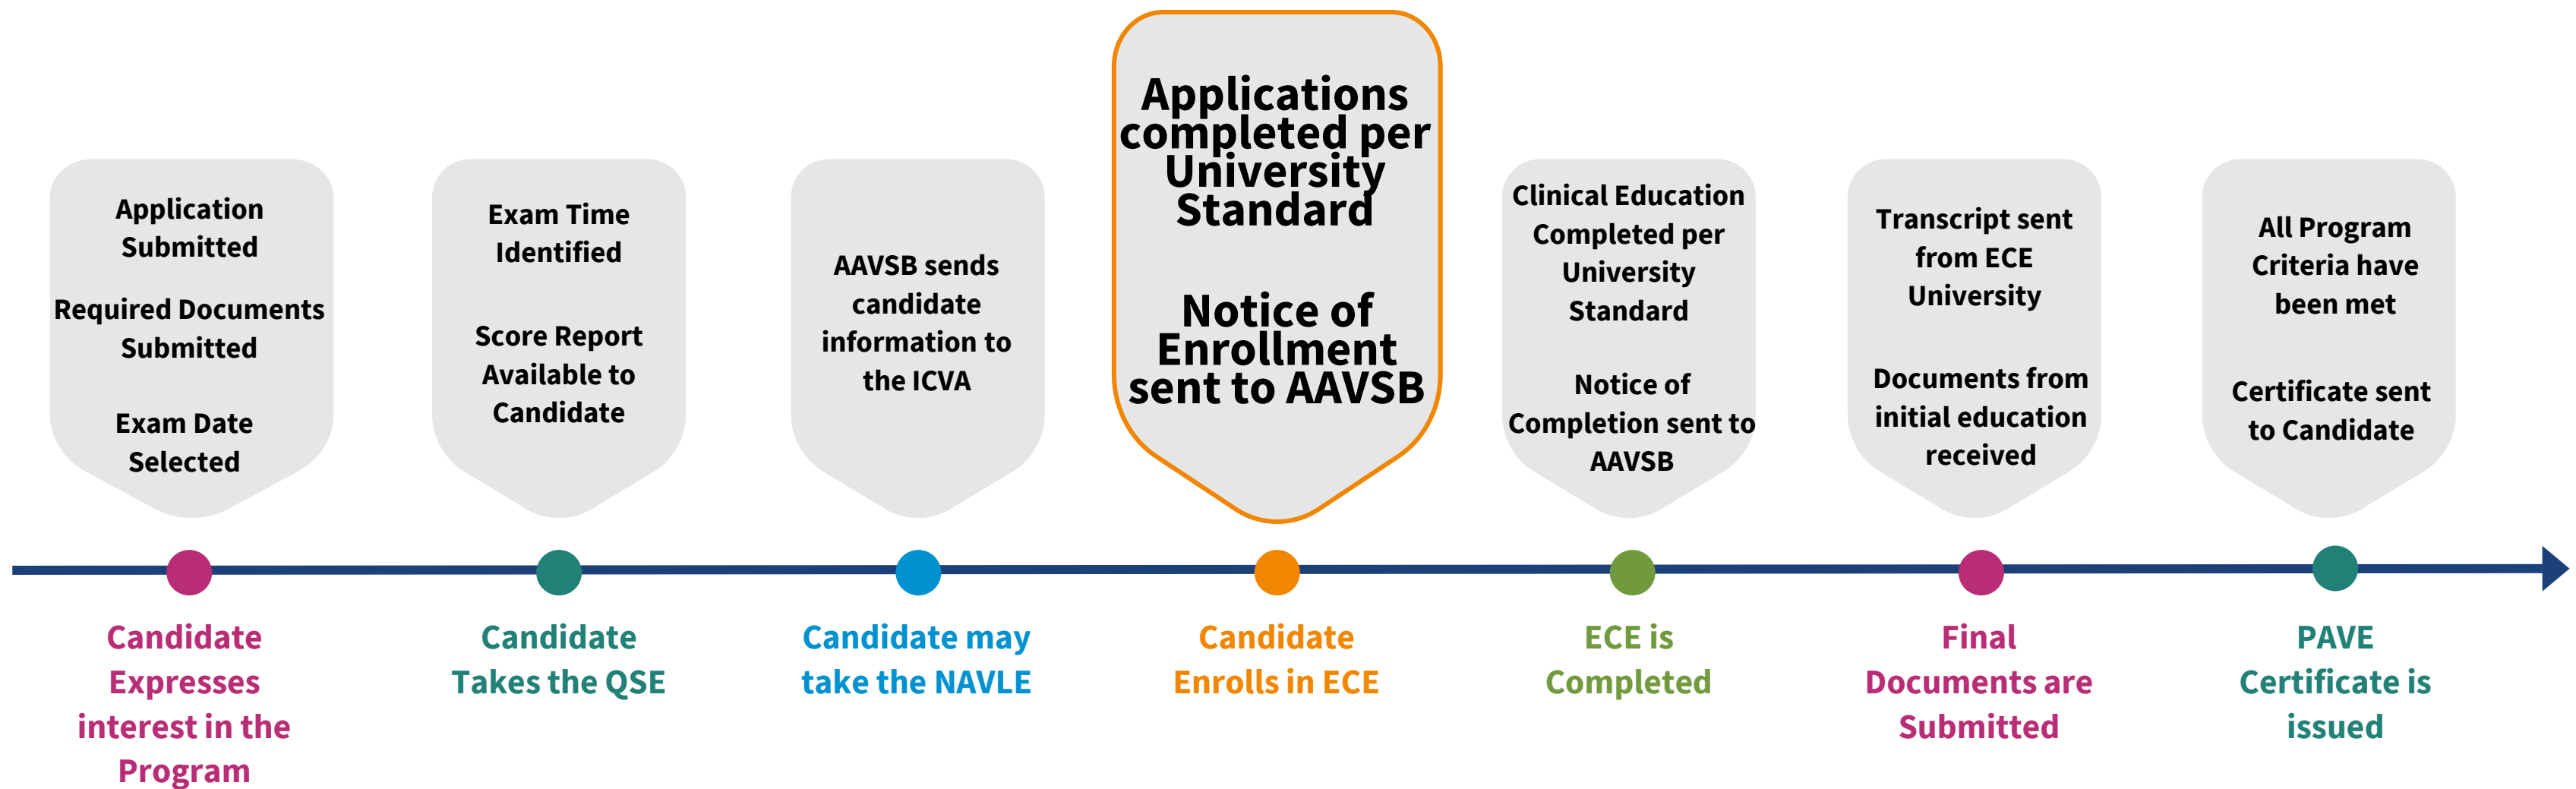 Application
Submitted
Required Documents
Submitted
Exam Date
Selected
Candidate
Expresses
interest in the
Program
Exam Time
Identified
Score Report
Available to
Candidate
Candidate
Takes the QSE
AAVSB sends
candidate
information to
the ICVA
Candidate may
take the NAVLE
Applications
completed per
University
Standard
Notice of
Enrollment
sent to AAVSB
Candidate
Enrolls in ECE
Clinical Education
Completed per
University
Standard
Notice of
Completion sent to
AAVSB
ECE is
Completed
Transcript sent
from ECE
University
Documents from
initial education
received
Final
Documents are
Submitted
All Program
Criteria have
been met
Certificate sent
to Candidate
PAVE
Certificate is
issued